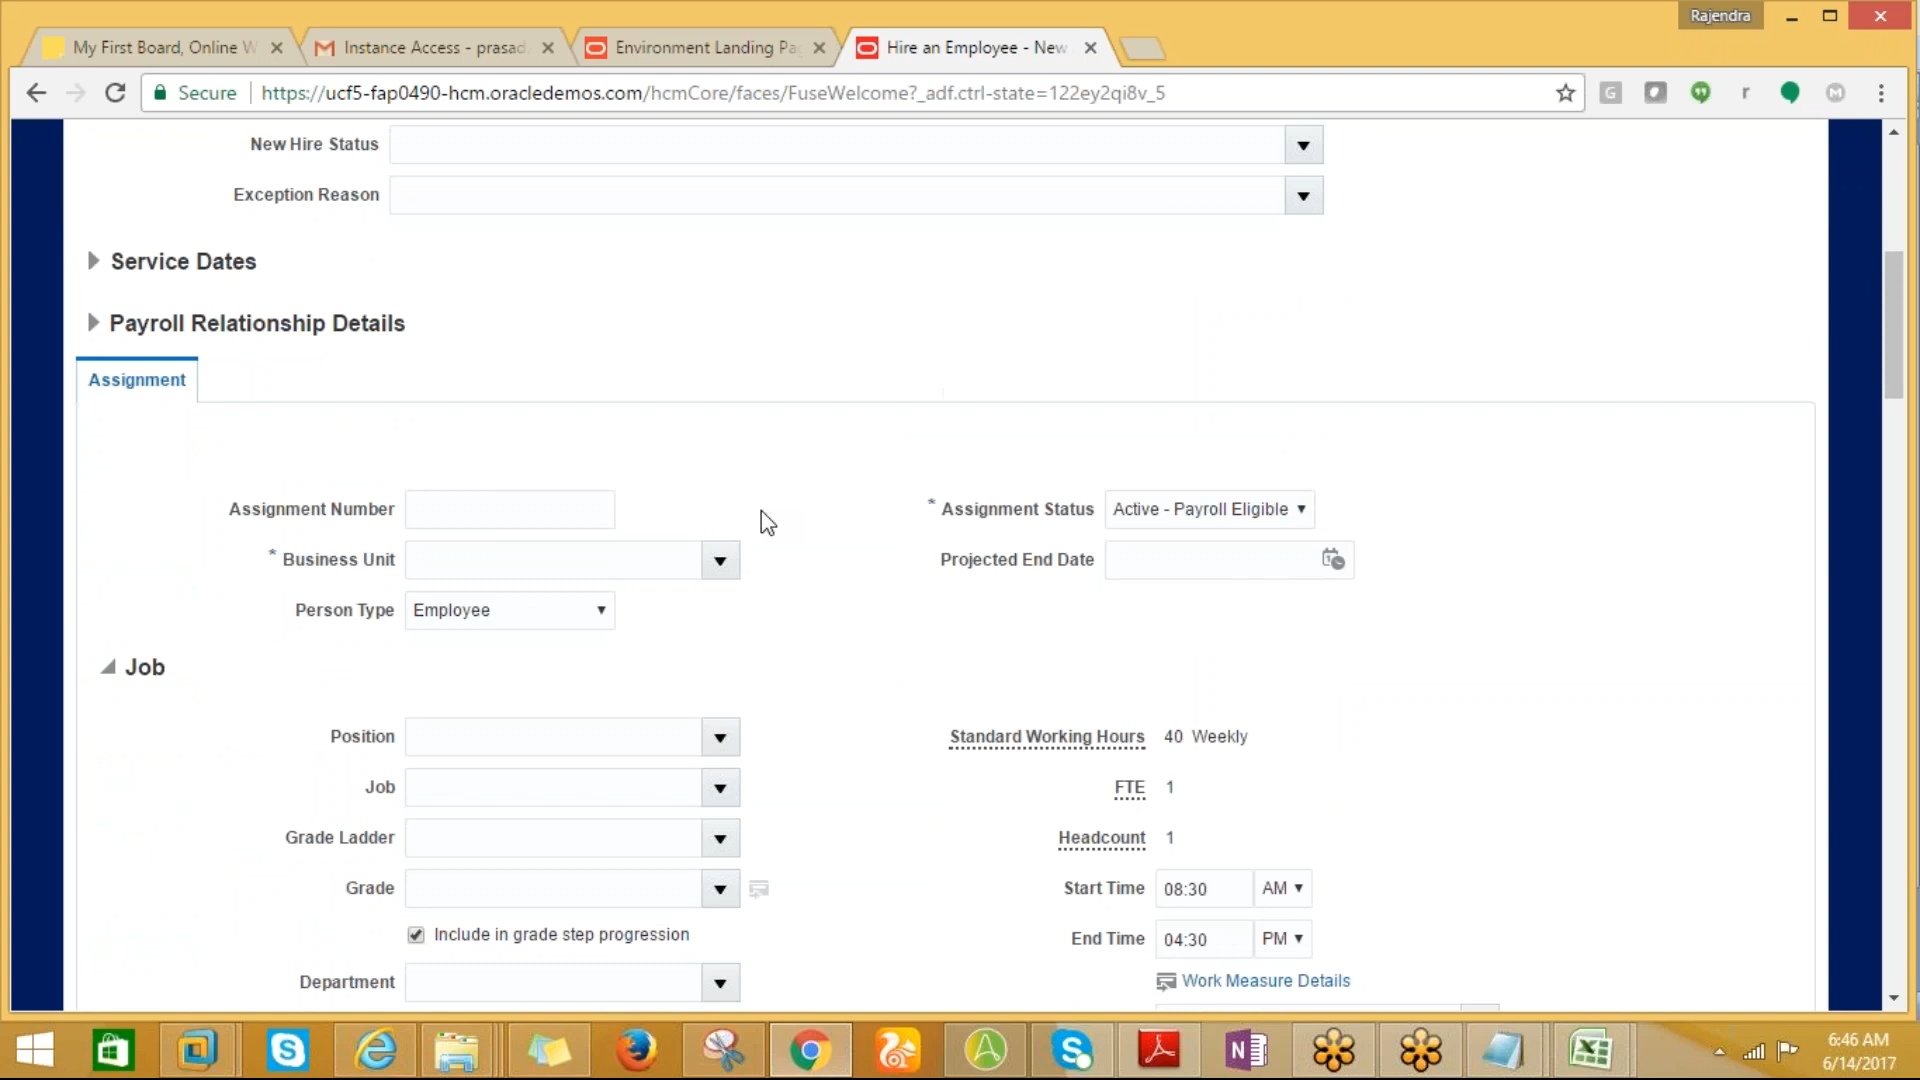 Rajendra
My First Board, Online W
Instance Access - prasad
Environment Landing Pa
Hire an Employee - New
Secure https://ucf5-fap0490-hcm.oracledemos.com/hcmCore/faces/FuseWelcome?_adf.ctrl-state=122ey2qi8v_5
New Hire Status
Exception Reason
Service Dates
Payroll Relationship Details
Assignment
Assignment Number
* Assignment Status Active - Payroll Eligible
* Business Unit
Projected End Date
Person Type Employee
Job
Position
Standard Working Hours 40 Weekly
Job
FTE 1
Grade Ladder
Headcount 1
Grade
Start Time 08:30 AM
Include in grade step progression
End Time 04:30 PM
Department
Work Measure Details
6:46 AM
6/14/2017